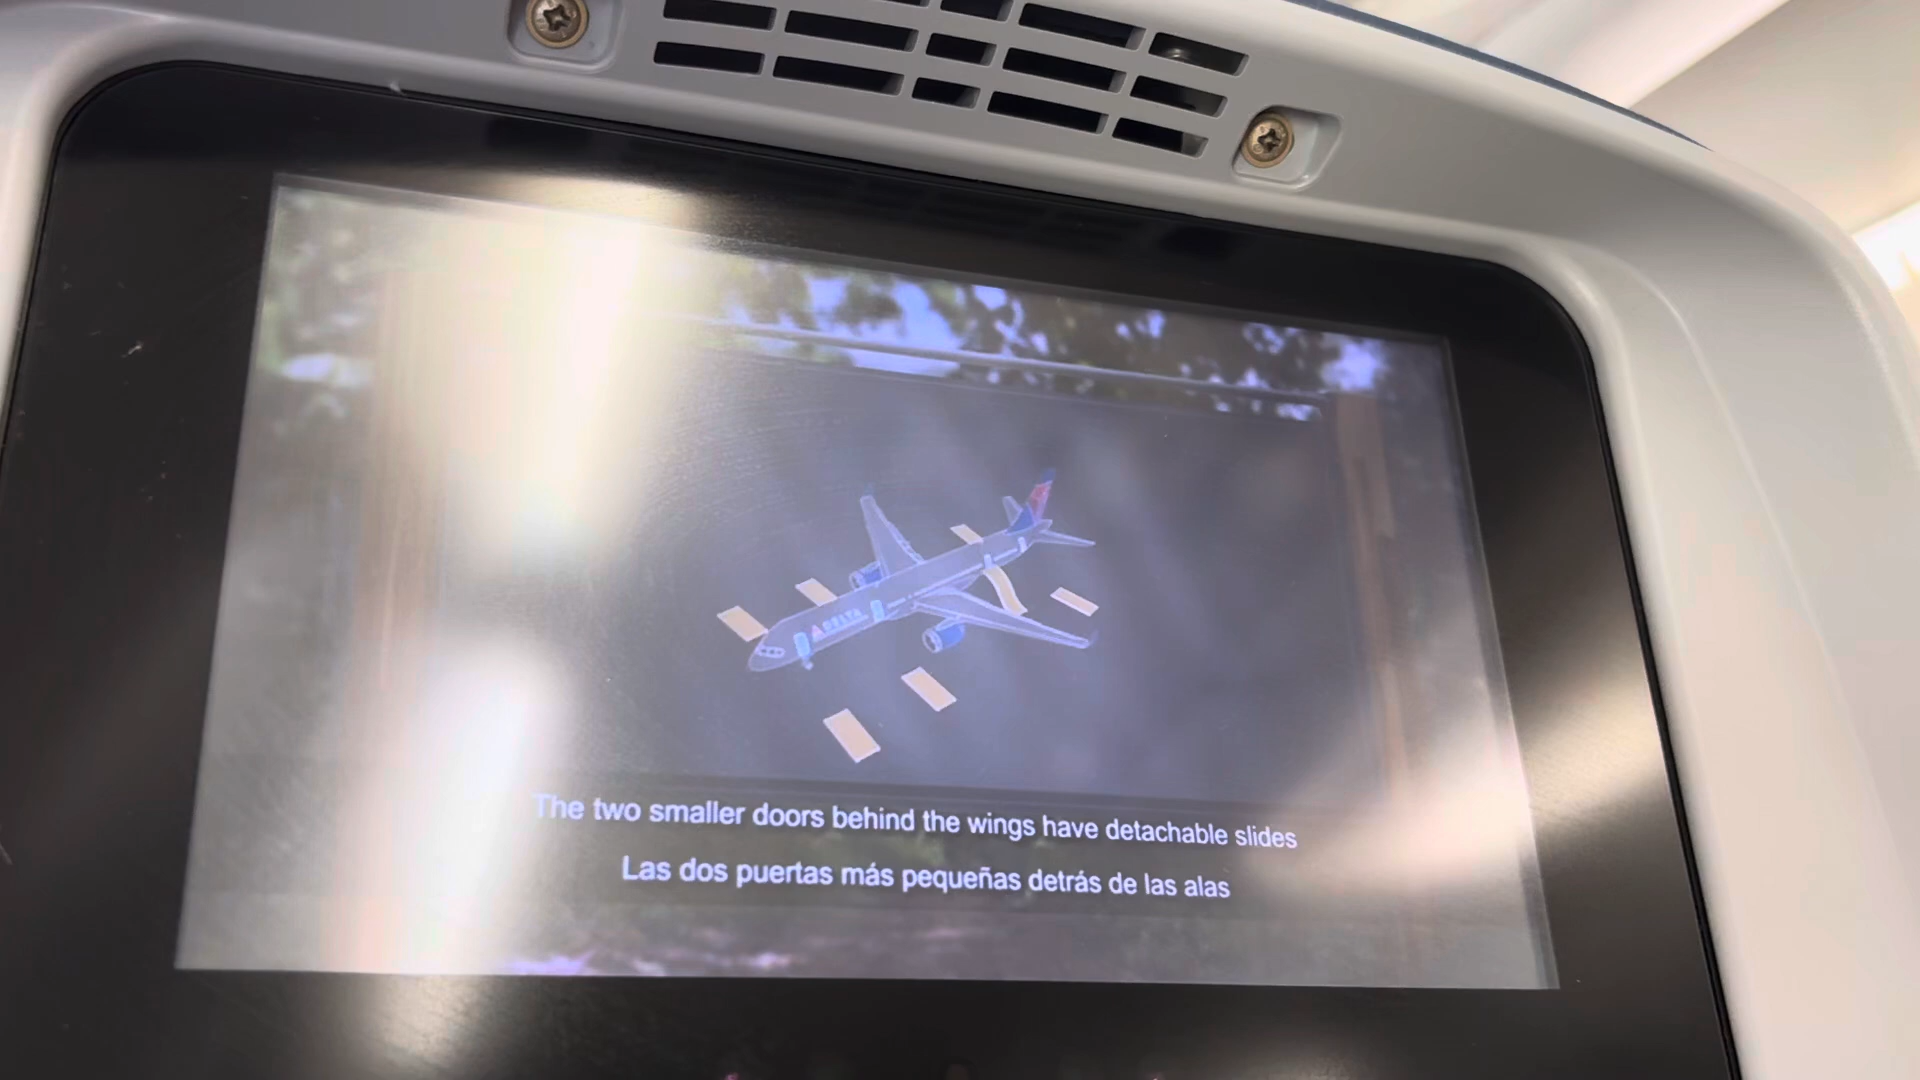 DELTA
The two smaller doors behind the wings have detachable slides
Las dos puertas más pequeñas detrás de las alas